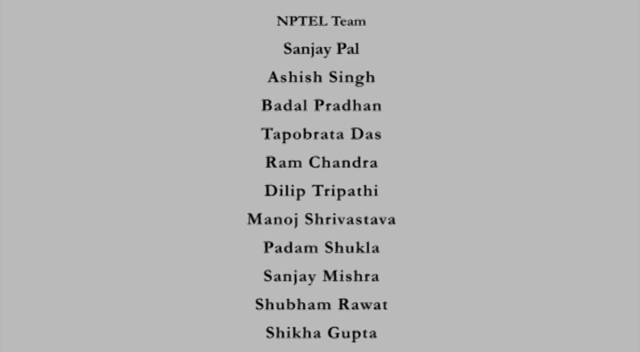 NPTEL Team
Sanjay Pal
Ashish Singh
Badal Pradhan
Tapobrata Das
Ram Chandra
Dilip Tripathi
Manoj Shrivastava
Padam Shukla
Sanjay Mishra
Shubham Rawat
Shikha Gupta